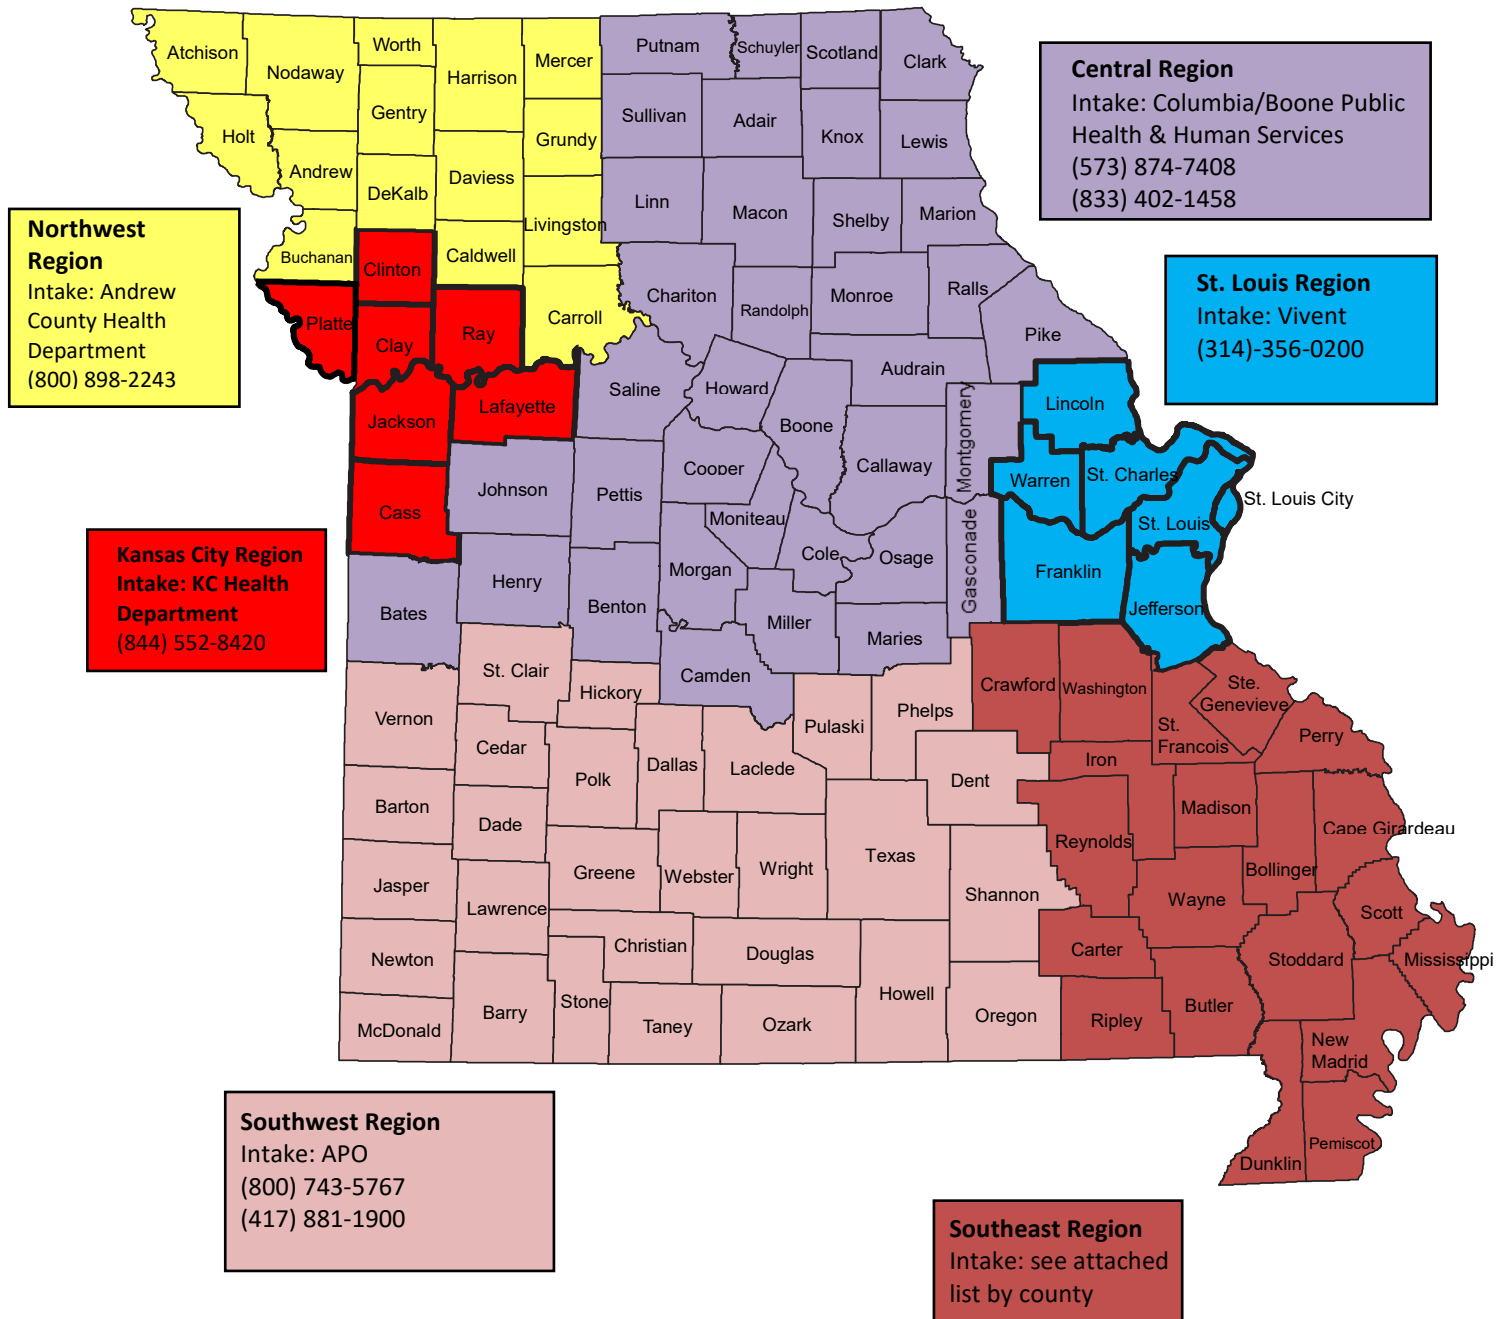 Atchison
Nodaway
Worth
Harrison
Mercer
Putnam
Schuyler
Scotland
Clark
Gentry
Holt
Grundy
Sullivan
Adair
Knox
Lewis
Andrew
DeKalb
Daviess
Linn
Macon
Shelby
Marion
Livingston
Buchanan
Clinton
Caldwell
Chariton
Randolph
Monroe
Ralls
Platte
Clay
Ray
Carroll
Pike
Audrain
Saline
Howard
Jackson
Lafayette
Boone
Lincoln
Montgomery
Callaway
Cooper
Johnson
Pettis
Warren
St. Charles
St. Louis City
Cass
Moniteau
St. Louis
Cole
Osage
Gasconade
Franklin
Morgan
Henry
Benton
Bates
Miller
Maries
Jefferson
St. Clair
Camden
Hickory
Crawford
Washington
Ste.
Genevieve
Vernon
Phelps
Pulaski
St.
Francois
Perry
Cedar
Polk
Dallas
Laclede
Dent
Iron
Barton
Dade
Madison
Cape Girardeau
Reynolds
Texas
Jasper
Greene
Webster
Wright
Bollinger
Shannon
Wayne
Lawrence
Scott
Christian
Douglas
Carter
Newton
Stoddard
Mississippi
Howell
Stone
Barry
Butler
Oregon
Ripley
McDonald
Taney
Ozark
New
Madrid
Pemiscot
Dunklin
Central Region
Intake: Columbia/Boone Public
Health & Human Services
(573) 874-7408
(833) 402-1458
Northwest
Region
Intake: Andrew
County Health
Department
(800) 898-2243
St. Louis Region
Intake: Vivent
(314)-356-0200
Kansas City Region
Intake: KC Health
Department
(844) 552-8420
Southwest Region
Intake: APO
(800) 743-5767
(417) 881-1900
Southeast Region
Intake: see attached
list by county